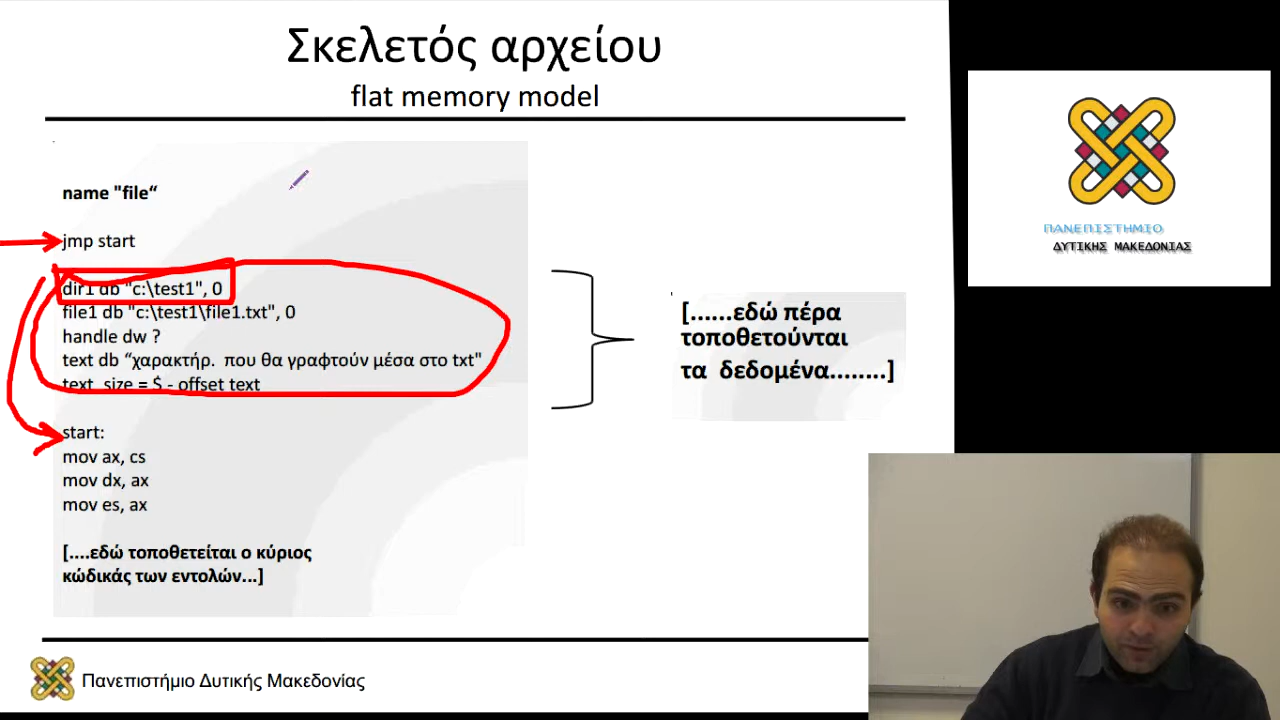 Σκελετός αρχείου
flat memory model
name "file“
jmp start
dir1 db "c:\test1", 0
file1 db "c:\test1\file1.txt", 0
handle dw ?
text db “χαρακτήρ. που θα γραφτούν μέσα στο txt"
text_size = $ - offset text
start:
mov ax, cs
mov dx, ax
mov es, ax
[....εδώ τοποθετείται ο κύριος
κώδικάς των εντολών...]
[......εδώ πέρα
τοποθετούνται
τα δεδομένα........]
ΠΑΝΕΠΙΣΤΗΜΙΟ
ΔΥΤΙΚΗΣ ΜΑΚΕΔΟΝΙΑΣ
Πανεπιστήμιο Δυτικής Μακεδονίας